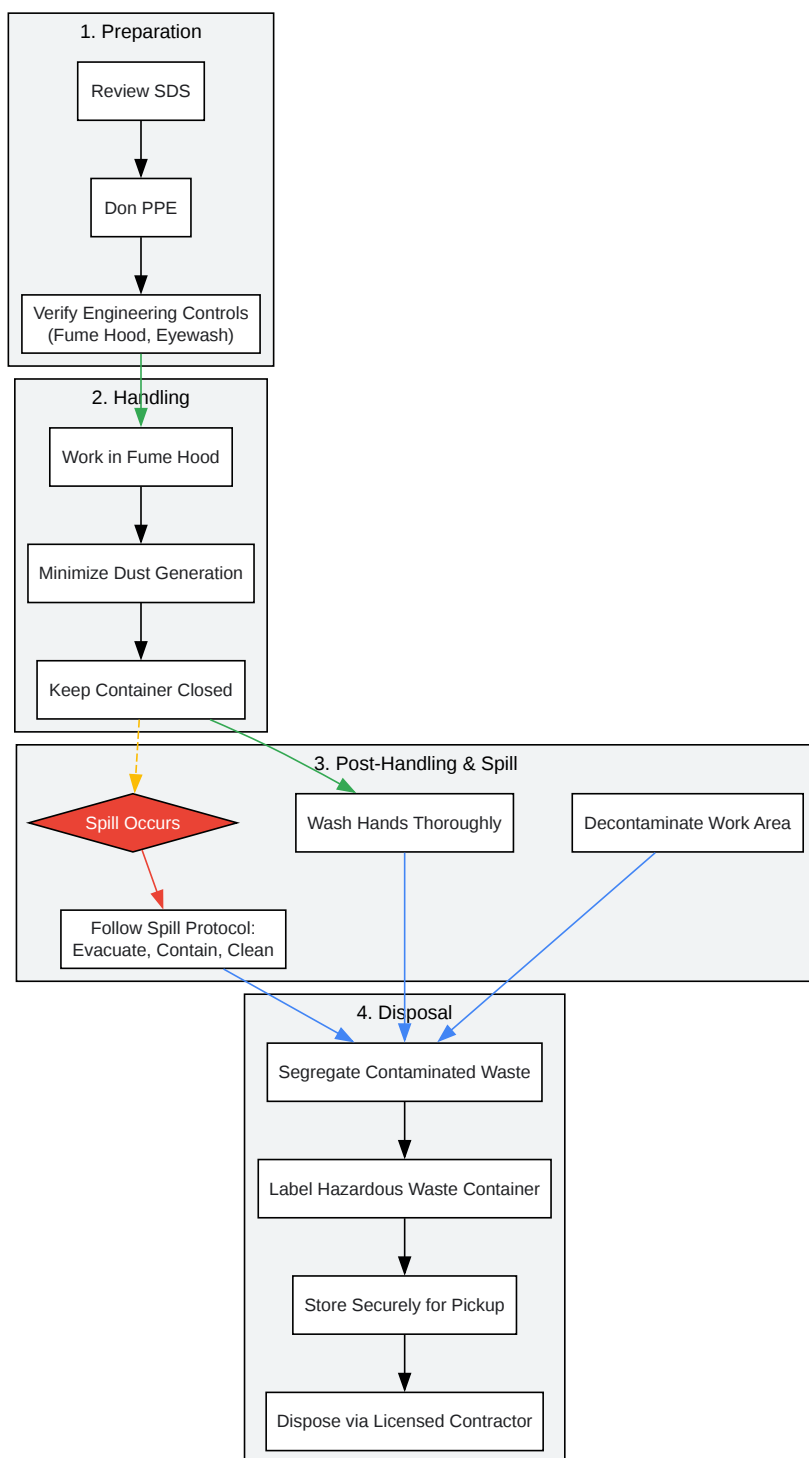 1. Preparation
Review SDS
Don PPE
Verify Engineering Controls
(Fume Hood, Eyewash)
2. Handling
Work in Fume Hood
Minimize Dust Generation
Keep Container Closed
3. Post-Handling & Spill
Spill Occurs
Wash Hands Thoroughly
Decontaminate Work Area
Follow Spill Protocol:
Evacuate, Contain, Clean
4. Disposal
Segregate Contaminated Waste
Label Hazardous Waste Container
Store Securely for Pickup
Dispose via Licensed Contractor